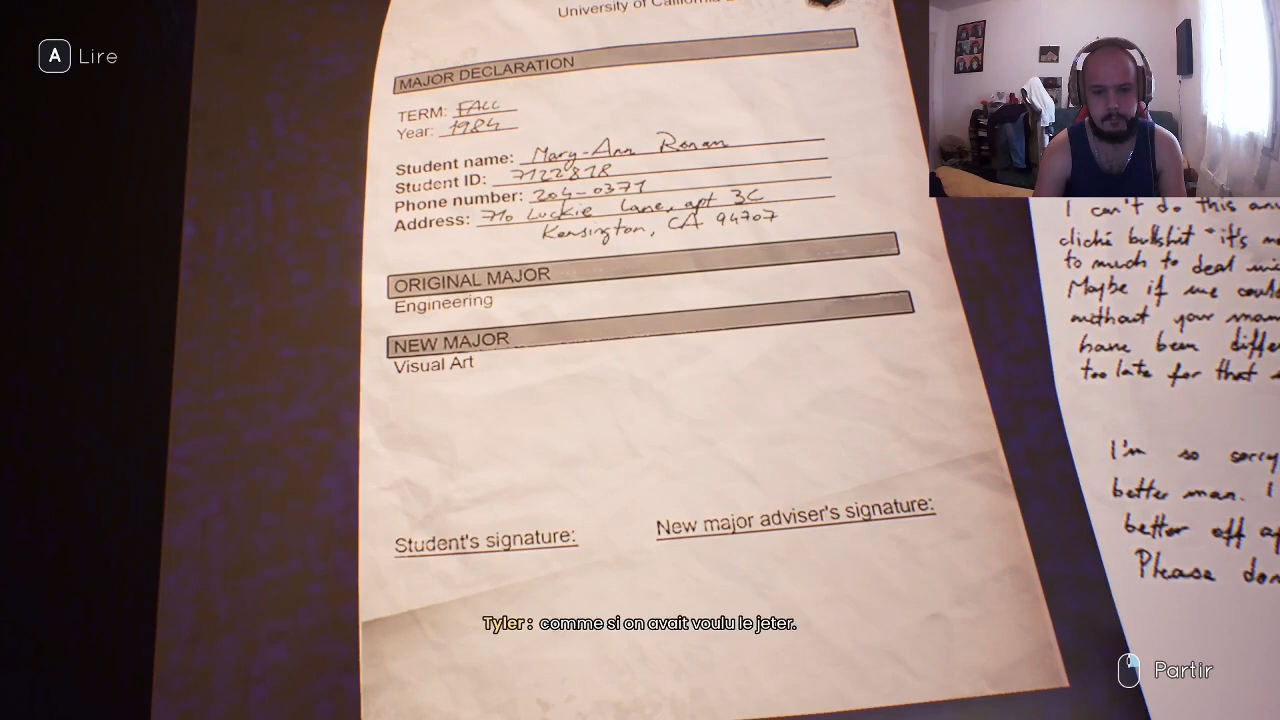 A Lire
University of California
MAJOR DECLARATION
TERM: FALL
Year: 1984
Student name: Mary-Ann Ronan
Student ID: 7122818
Phone number: 204-0371
Address: 710 Luckie Lane, apt 3C
Kensington, CA 94707
ORIGINAL MAJOR
Engineering
NEW MAJOR
Visual Art
Student's signature:
New major adviser's signature:
I can't do this
cliché bullshit "it's
to much to deal
Maybe if we
without your
have been
too late for that
I'm so sorry
better man. I
better off
Please
Tyler : comme si on avait voulu le jeter.
Partir